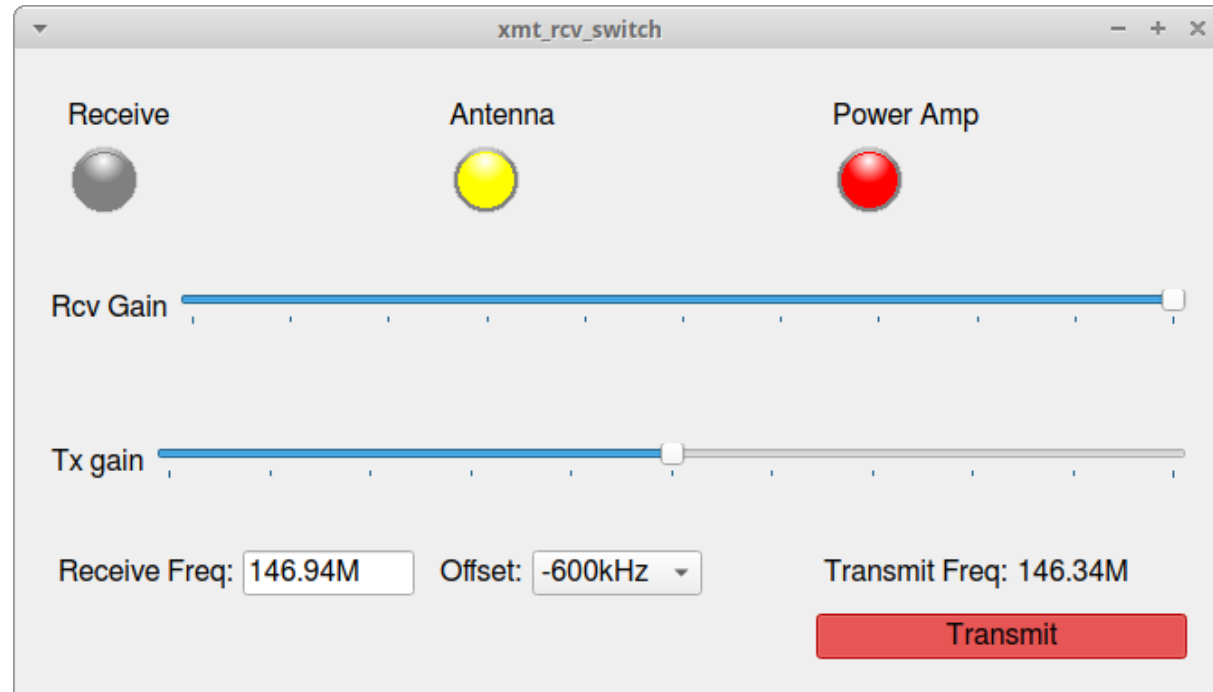 xmt_rcv_switch
Receive Antenna Power Amp
Rcv Gain
Tx gain
Receive Freq: 146.94M Offset: -600kHz Transmit Freq: 146.34M
Transmit